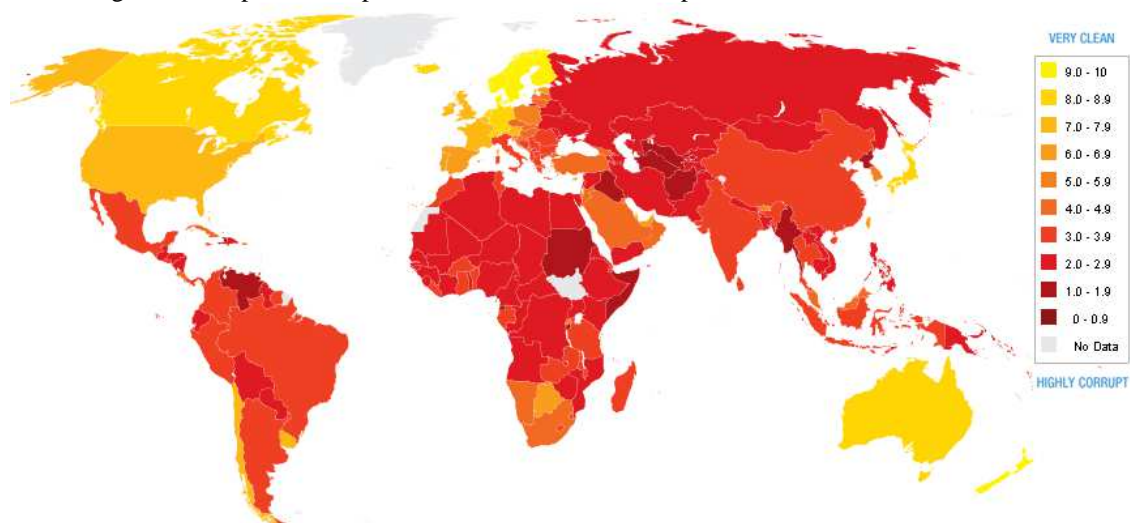 VERY CLEAN
9.0 - 10
8.0 - 8.9
7.0 - 7.9
6.0 - 6.9
5.0 - 5.9
4.0 - 4.9
3.0 - 3.9
2.0 - 2.9
1.0 - 1.9
0 - 0.9
No Data
HIGHLY CORRUPT